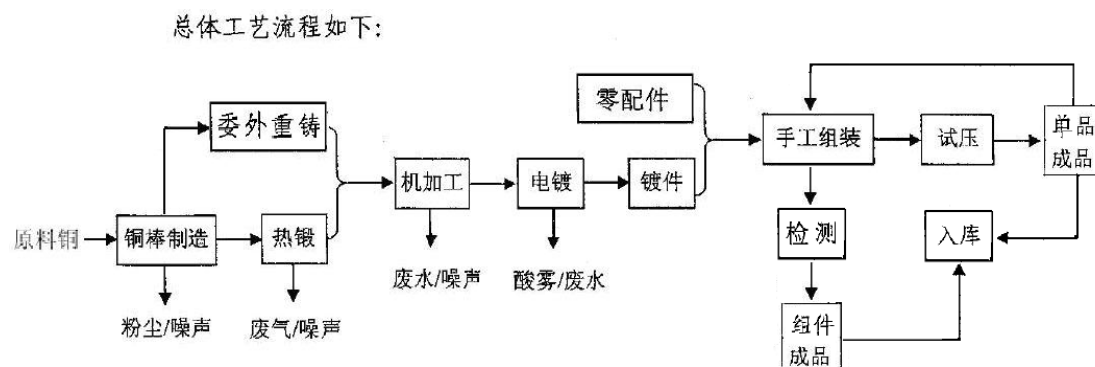 总体工艺流程如下:
零配件
委外重铸
手工组装
试压
单品
成品
机加工
电镀
镀件
原料铜
铜棒制造
热锻
检测
入库
废水/噪声
酸雾/废水
粉尘/噪声
废气/噪声
组件
成品